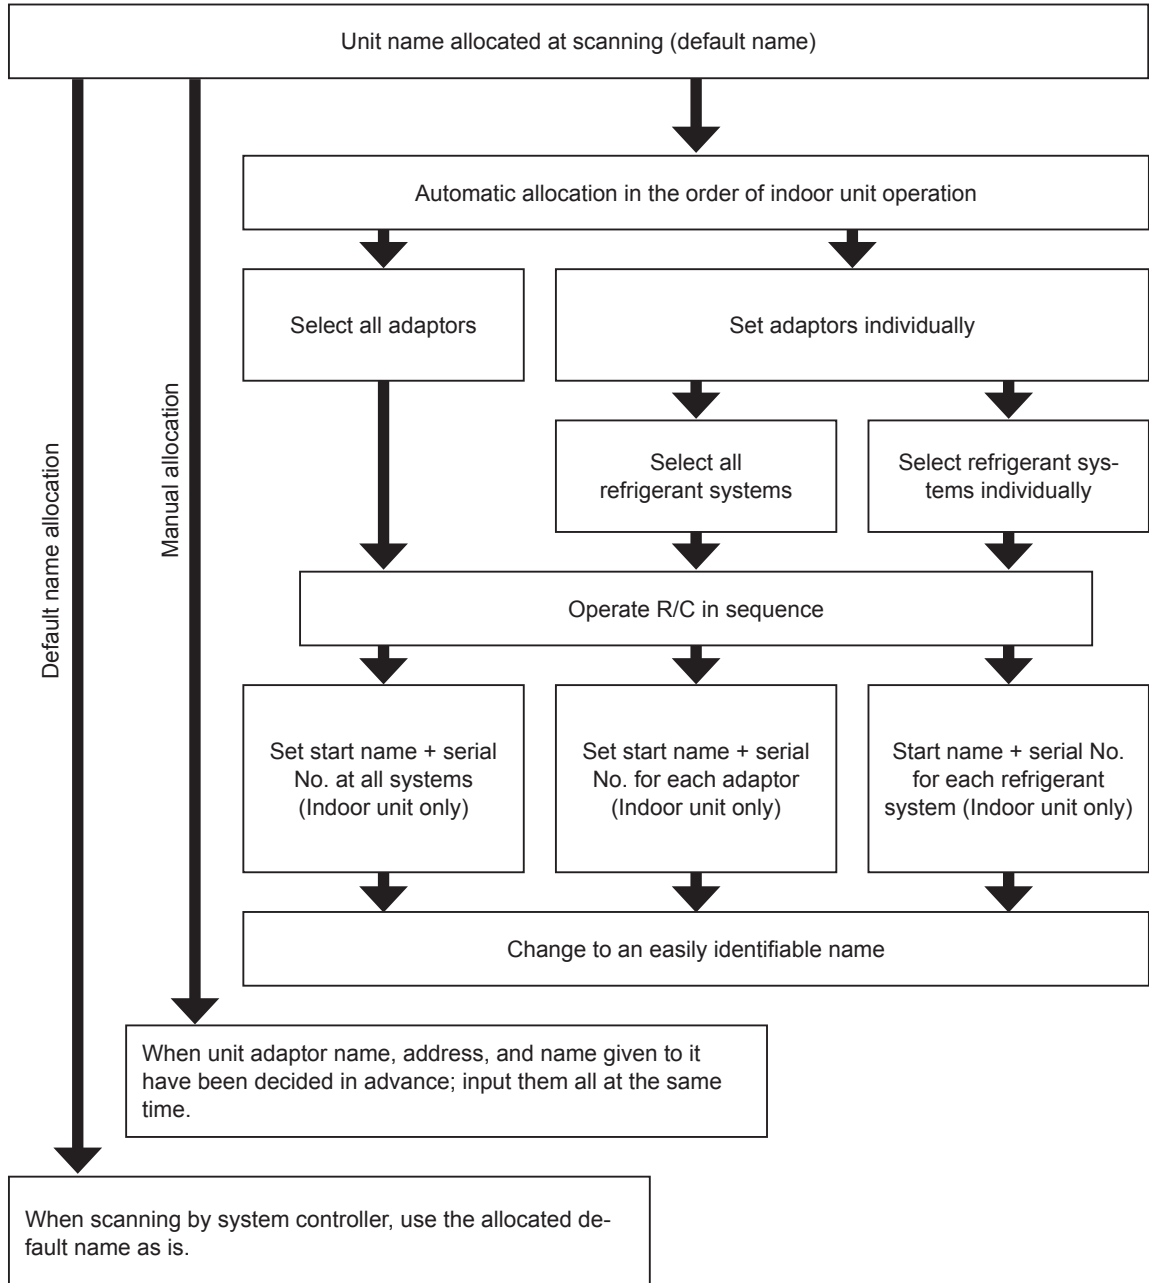 Unit name allocated at scanning (default name)
Automatic allocation in the order of indoor unit operation
Select all adaptors
Set adaptors individually
Select all
refrigerant systems
Select refrigerant sys-
tems individually
Default name allocation
Manual allocation
Operate R/C in sequence
Set start name + serial
No. at all systems
(Indoor unit only)
Set start name + serial
No. for each adaptor
(Indoor unit only)
Start name + serial No.
for each refrigerant
system (Indoor unit only)
Change to an easily identifiable name
When unit adaptor name, address, and name given to it
have been decided in advance; input them all at the same
time.
When scanning by system controller, use the allocated de-
fault name as is.